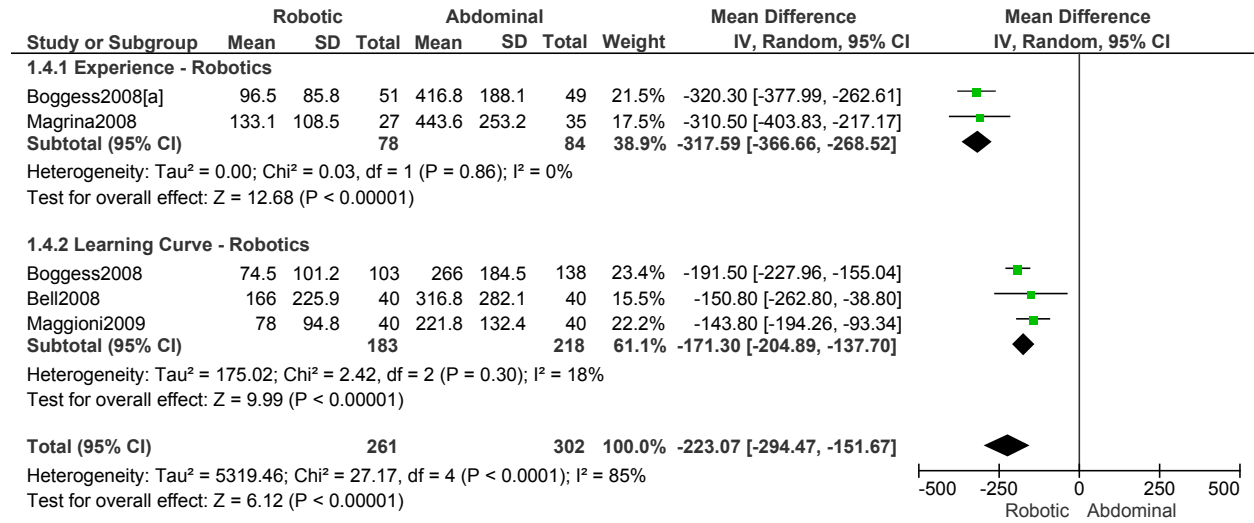 Robotic Abdominal Mean Difference Mean Difference
Study or Subgroup Mean SD Total Mean SD Total Weight IV, Random, 95% CI IV, Random, 95% CI
1.4.1 Experience - Robotics
Boggess2008[a] 96.5 85.8 51 416.8 188.1 49 21.5% -320.30 [-377.99, -262.61]
Magrina2008 133.1 108.5 27 443.6 253.2 35 17.5% -310.50 [-403.83, -217.17]
Subtotal (95% CI) 78 84 38.9% -317.59 [-366.66, -268.52]
Heterogeneity: Tau² = 0.00; Chi² = 0.03, df = 1 (P = 0.86); I² = 0%
Test for overall effect: Z = 12.68 (P < 0.00001)
1.4.2 Learning Curve - Robotics
Boggess2008 74.5 101.2 103 266 184.5 138 23.4% -191.50 [-227.96, -155.04]
Bell2008 166 225.9 40 316.8 282.1 40 15.5% -150.80 [-262.80, -38.80]
Maggioni2009 78 94.8 40 221.8 132.4 40 22.2% -143.80 [-194.26, -93.34]
Subtotal (95% CI) 183 218 61.1% -171.30 [-204.89, -137.70]
Heterogeneity: Tau² = 175.02; Chi² = 2.42, df = 2 (P = 0.30); I² = 18%
Test for overall effect: Z = 9.99 (P < 0.00001)
Total (95% CI) 261 302 100.0% -223.07 [-294.47, -151.67]
Heterogeneity: Tau² = 5319.46; Chi² = 27.17, df = 4 (P < 0.0001); I² = 85%
Test for overall effect: Z = 6.12 (P < 0.00001)
-500 -250 0 250 500
Robotic Abdominal